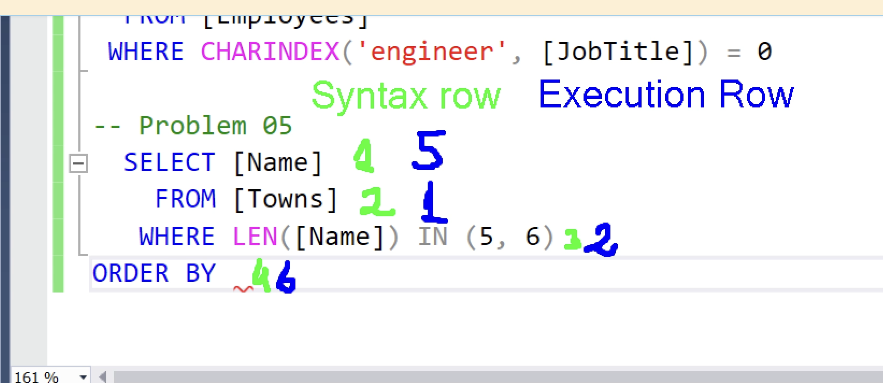 FROM [Employees]
WHERE CHARINDEX('engineer', [JobTitle]) = 0
Syntax row Execution Row
-- Problem 05
SELECT [Name] 1 5
FROM [Towns] 2 1
WHERE LEN([Name]) IN (5, 6) 3 2
ORDER BY 4 6
161 %